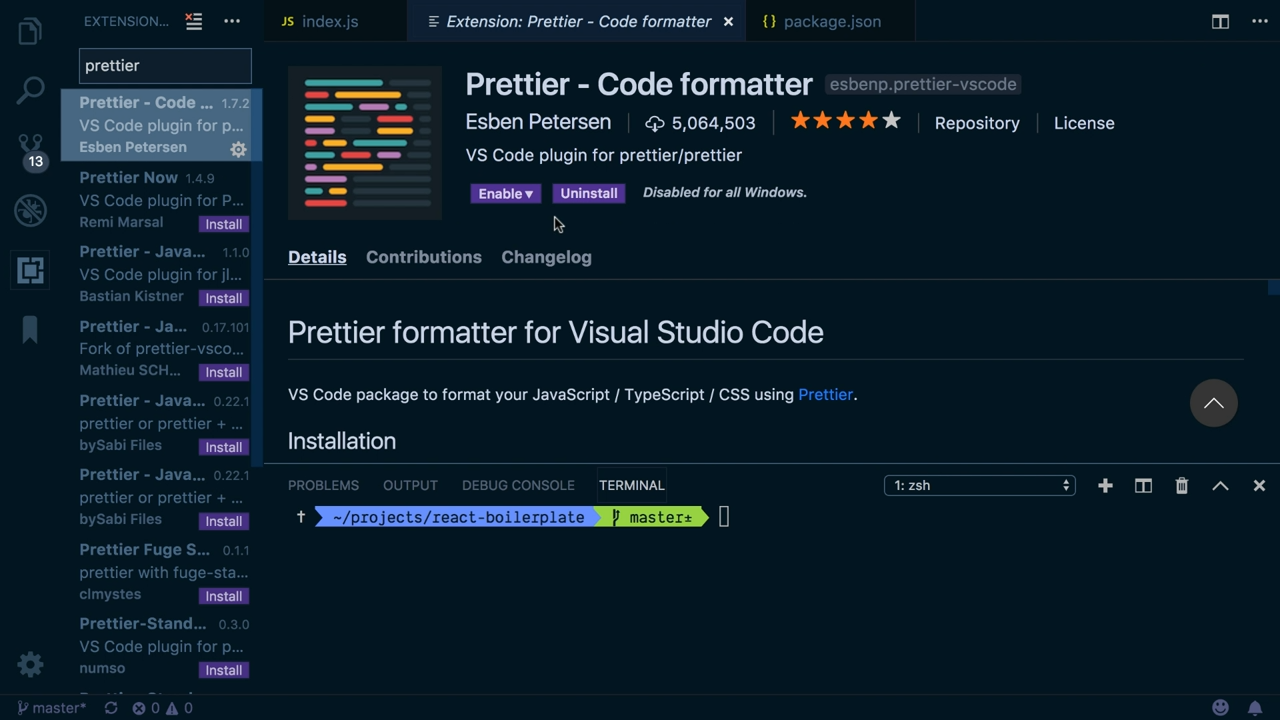 EXTENSION...
prettier
Prettier - Code ... 1.7.2
VS Code plugin for p...
Esben Petersen
Prettier Now 1.4.9
VS Code plugin for P...
Remi Marsal Install
Prettier - Java... 1.1.0
VS Code plugin for jl...
Bastian Kistner Install
Prettier - Ja... 0.17.101
Fork of prettier-vsco...
Mathieu SCH... Install
Prettier - Java... 0.22.1
prettier or prettier + ...
bySabi Files Install
Prettier - Java... 0.22.1
prettier or prettier + ...
bySabi Files Install
Prettier Fuge S... 0.1.1
prettier with fuge-sta...
clmystes Install
Prettier-Stand... 0.3.0
VS Code plugin for p...
numso Install
13
JS index.js
Extension: Prettier - Code formatter ×
{} package.json
Prettier - Code formatter esbenp.prettier-vscode
Esben Petersen 5,064,503 Repository License
VS Code plugin for prettier/prettier
Enable▼ Uninstall Disabled for all Windows.
Details Contributions Changelog
Prettier formatter for Visual Studio Code
VS Code package to format your JavaScript / TypeScript / CSS using Prettier.
Installation
PROBLEMS OUTPUT DEBUG CONSOLE TERMINAL 1: zsh
† ~/projects/react-boilerplate master±
master* 0 0